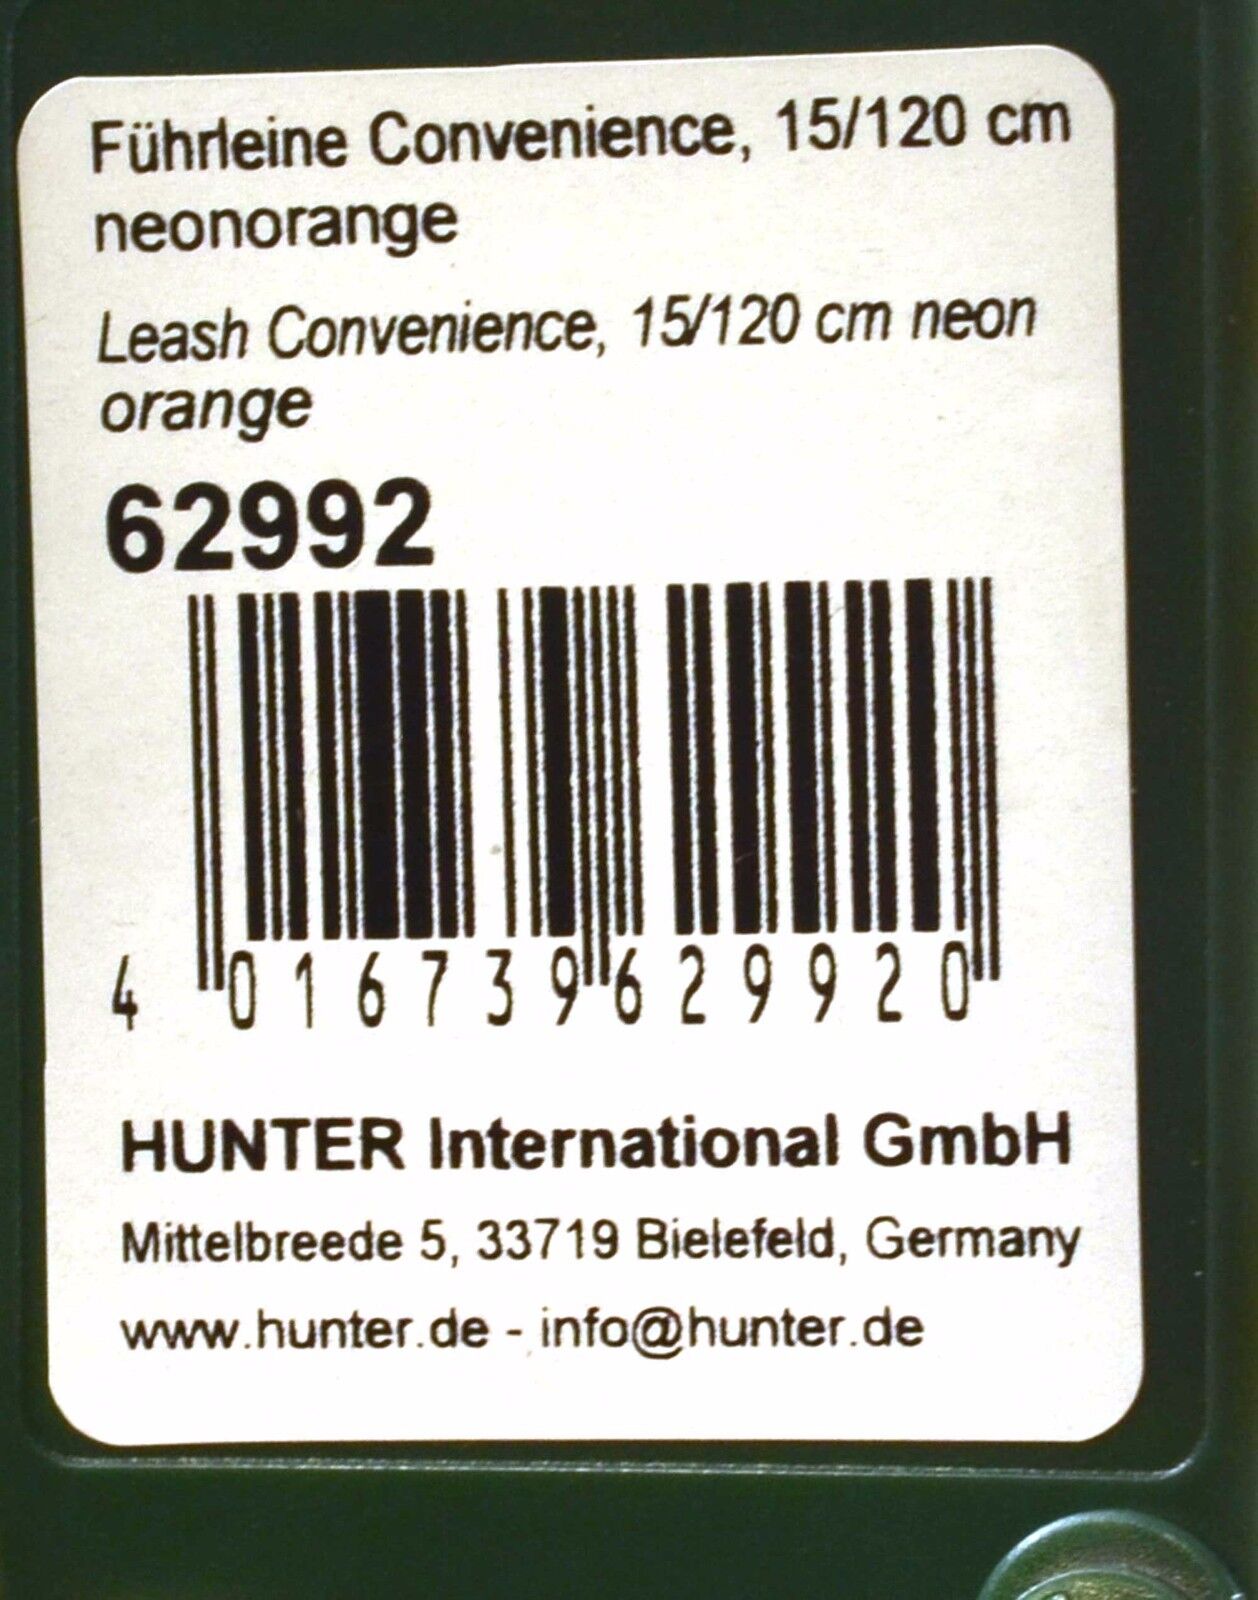 Führleine Convenience, 15/120 cm
neonorange
Leash Convenience, 15/120 cm neon
orange
62992
4 016739 629920
HUNTER International GmbH
Mittelbreede 5, 33719 Bielefeld, Germany
www.hunter.de - info@hunter.de